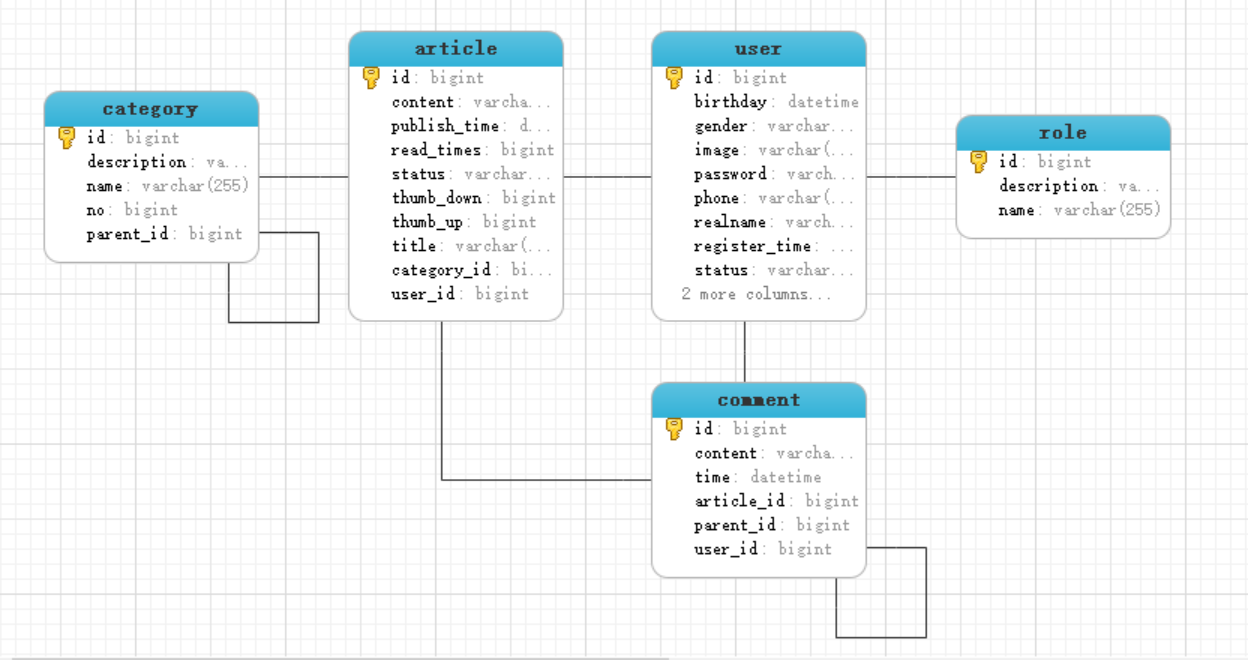 category
id: bigint
description: va...
name: varchar(255)
no: bigint
parent_id: bigint
article
id: bigint
content: varcha...
publish_time: d...
read_times: bigint
status: varchar...
thumb_down: bigint
thumb_up: bigint
title: varchar(...
category_id: bi...
user_id: bigint
user
id: bigint
birthday: datetime
gender: varchar...
image: varchar(...
password: varch...
phone: varchar(...
realname: varch...
register_time: ...
status: varchar...
2 more columns...
role
id: bigint
description: va...
name: varchar(255)
comment
id: bigint
content: varcha...
time: datetime
article_id: bigint
parent_id: bigint
user_id: bigint